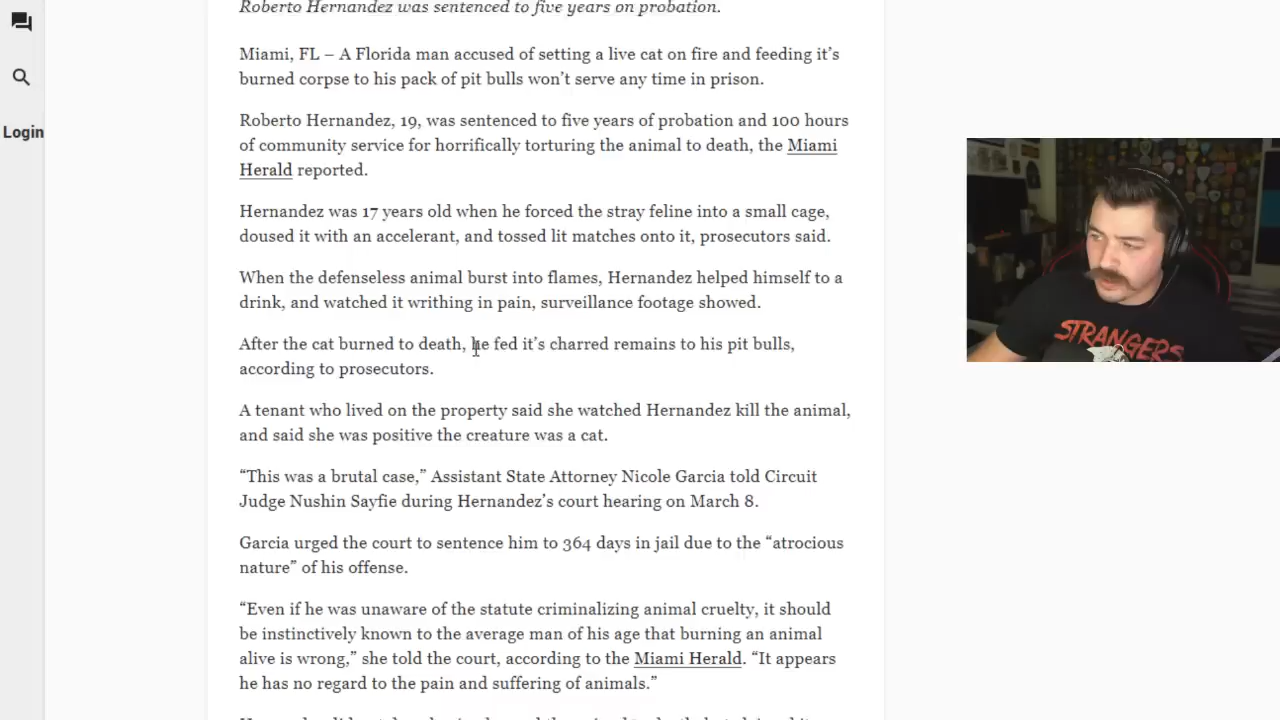 Roberto Hernandez was sentenced to five years on probation.
Miami, FL – A Florida man accused of setting a live cat on fire and feeding it’s
burned corpse to his pack of pit bulls won’t serve any time in prison.
Roberto Hernandez, 19, was sentenced to five years of probation and 100 hours
of community service for horrifically torturing the animal to death, the Miami
Herald reported.
Hernandez was 17 years old when he forced the stray feline into a small cage,
doused it with an accelerant, and tossed lit matches onto it, prosecutors said.
When the defenseless animal burst into flames, Hernandez helped himself to a
drink, and watched it writhing in pain, surveillance footage showed.
After the cat burned to death, he fed it’s charred remains to his pit bulls,
according to prosecutors.
A tenant who lived on the property said she watched Hernandez kill the animal,
and said she was positive the creature was a cat.
“This was a brutal case,” Assistant State Attorney Nicole Garcia told Circuit
Judge Nushin Sayfie during Hernandez’s court hearing on March 8.
Garcia urged the court to sentence him to 364 days in jail due to the “atrocious
nature” of his offense.
“Even if he was unaware of the statute criminalizing animal cruelty, it should
be instinctively known to the average man of his age that burning an animal
alive is wrong,” she told the court, according to the Miami Herald. “It appears
he has no regard to the pain and suffering of animals.”
Login
STRANGERS